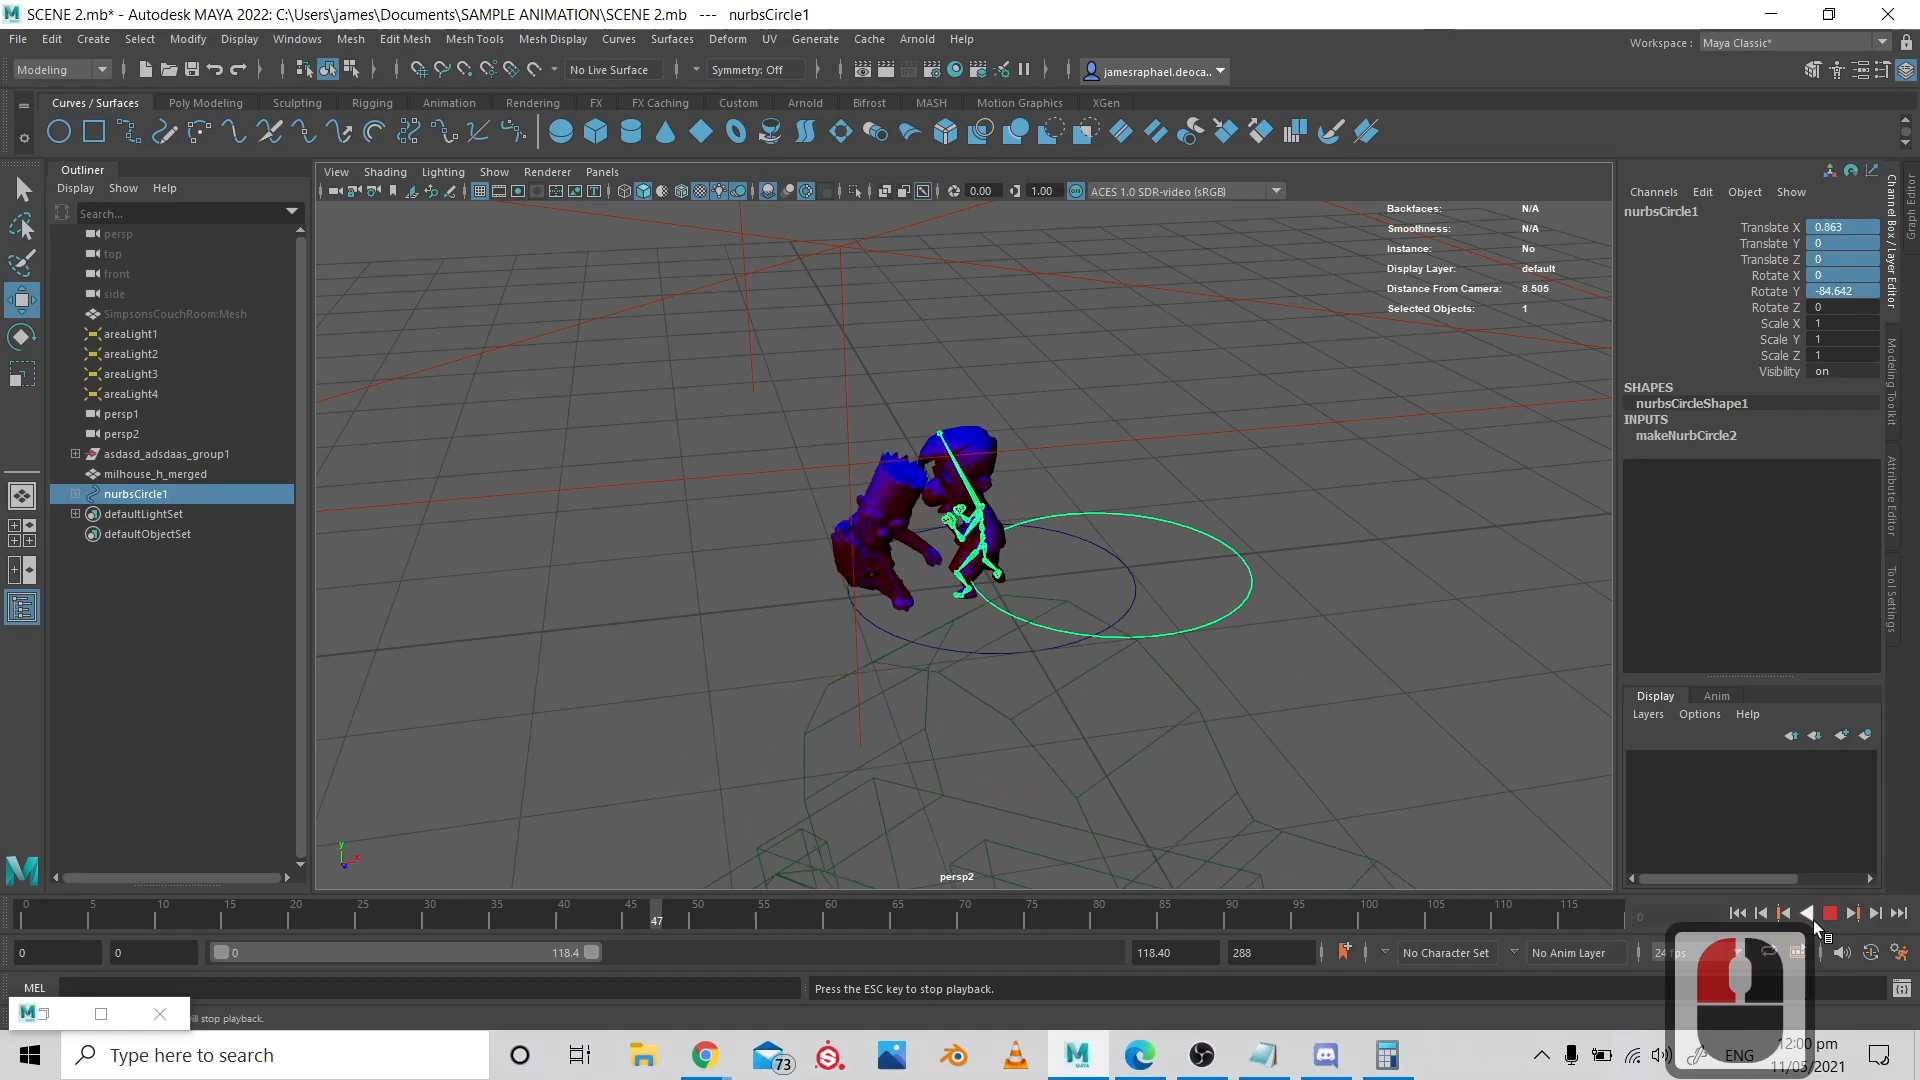 SCENE 2.mb* - Autodesk MAYA 2022: C:\Users\james\Documents\SAMPLE ANIMATION\SCENE 2.mb --- nurbsCircle1
File Edit Create Select Modify Display Windows Mesh Edit Mesh Mesh Tools Mesh Display Curves Surfaces Deform UV Generate Cache Arnold Help
Workspace : Maya Classic*
Modeling No Live Surface Symmetry: Off jamesraphael.deoca..
Curves / Surfaces Poly Modeling Sculpting Rigging Animation Rendering FX FX Caching Custom Arnold Bifrost MASH Motion Graphics XGen
Outliner
Display Show Help
Search...
persp
top
front
side
SimpsonsCouchRoom:Mesh
areaLight1
areaLight2
areaLight3
areaLight4
persp1
persp2
asdasd_adsdaas_group1
milhouse_h_merged
nurbsCircle1
defaultLightSet
defaultObjectSet
View Shading Lighting Show Renderer Panels
0.00 1.00 ON ACES 1.0 SDR-video (sRGB)
Backfaces: N/A
Smoothness: N/A
Instance: No
Display Layer: default
Distance From Camera: 8.505
Selected Objects: 1
persp2
y
x
Channels Edit Object Show
nurbsCircle1
Translate X 0.863
Translate Y 0
Translate Z 0
Rotate X 0
Rotate Y -84.642
Rotate Z 0
Scale X 1
Scale Y 1
Scale Z 1
Visibility on
SHAPES
nurbsCircleShape1
INPUTS
makeNurbCircle2
Channel Box / Layer Editor
Modeling Toolkit
Attribute Editor
Tool Settings
Graph Editor
Display Anim
Layers Options Help
0 5 10 15 20 25 30 35 40 45 50 55 60 65 70 75 80 85 90 95 100 105 110 115
47
0
0 0 0 118.4 118.40 288 No Character Set No Anim Layer 24 fps
MEL Press the ESC key to stop playback.
ill stop playback.
Type here to search
73
ENG
12:00 pm
11/05/2021